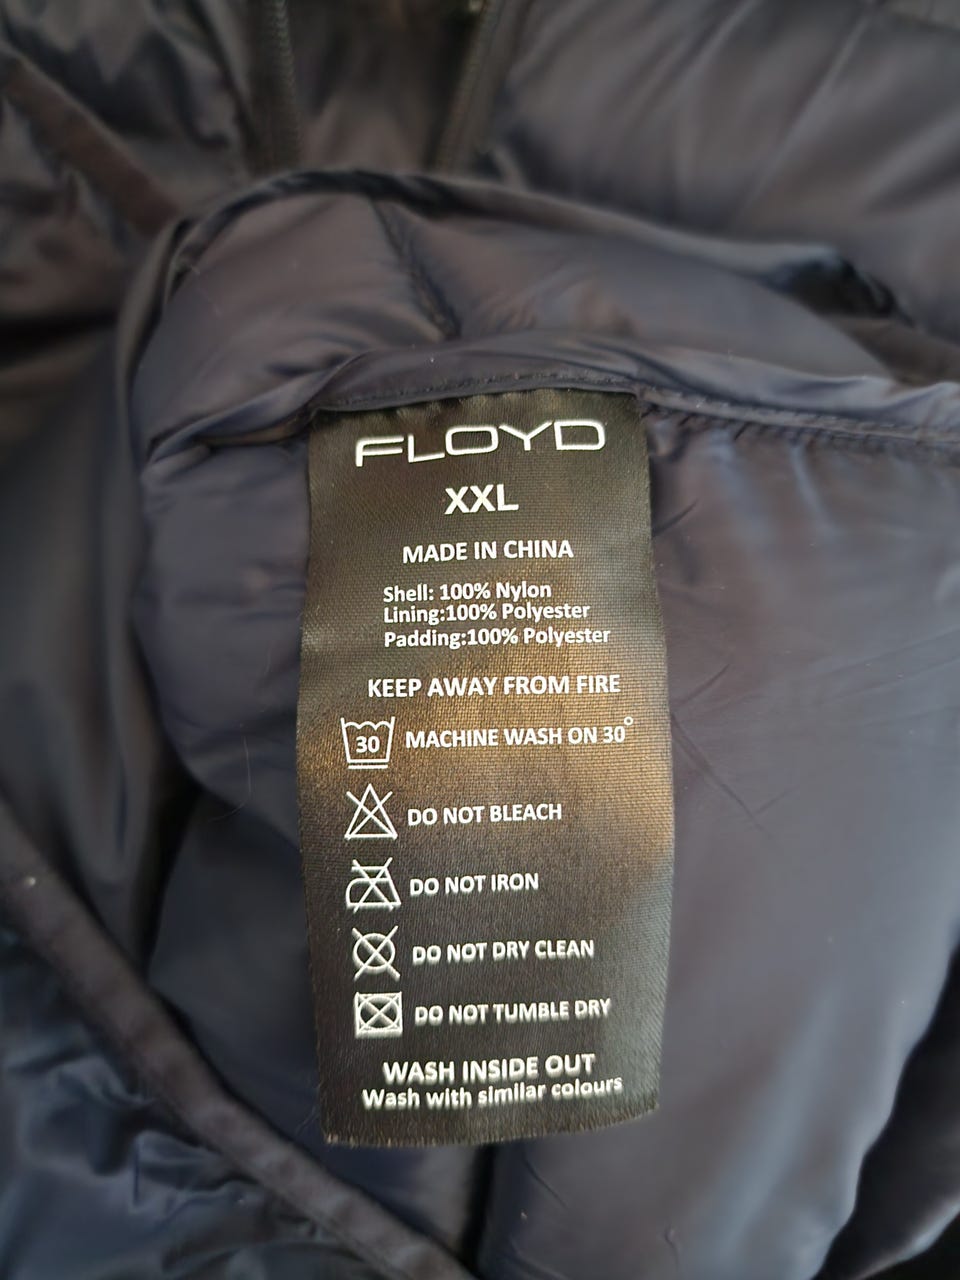 FLOYD
XXL
MADE IN CHINA
Shell: 100% Nylon
Lining:100% Polyester
Padding:100% Polyester
KEEP AWAY FROM FIRE
30 MACHINE WASH ON 30°
DO NOT BLEACH
DO NOT IRON
DO NOT DRY CLEAN
DO NOT TUMBLE DRY
WASH INSIDE OUT
Wash with similar colours